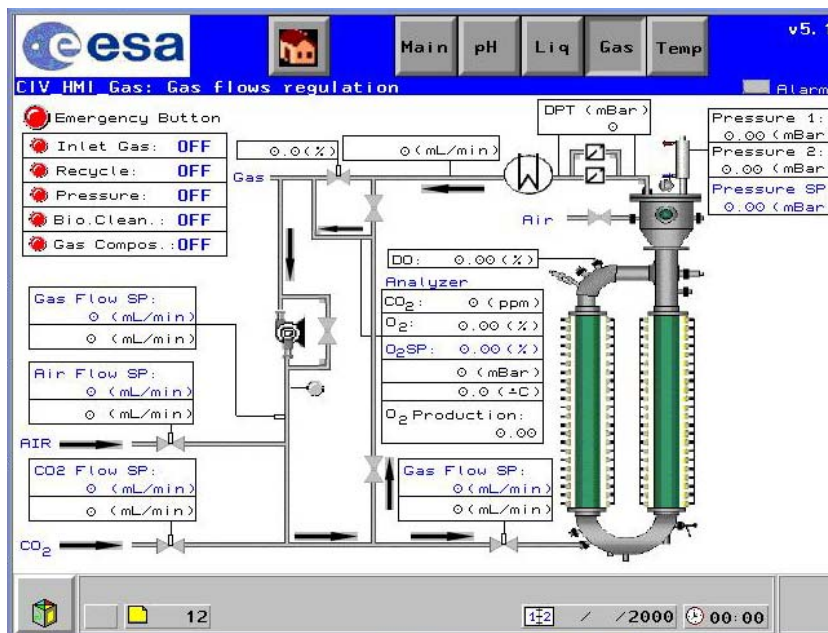 esa
Main pH Liq Gas Temp
v5.1
CIV_HMI_Gas: Gas flows regulation
Alarm
Emergency Button
Inlet Gas: OFF
Recycle: OFF
Pressure: OFF
Bio.Clean.: OFF
Gas Compos.: OFF
0.0(%)
0(mL/min)
DPT (mBar)
0
Pressure 1:
0.00 (mBar)
Pressure 2:
0.00 (mBar)
Pressure SP
0.00 (mBar)
Gas
Air
DO: 0.00(%)
Analyzer
CO2: 0 (ppm)
O2: 0.00 (%)
O2SP: 0.00(%)
0 (mBar)
0.0 (±C)
O2 Production:
0.00
Gas Flow SP:
0 (mL/min)
0 (mL/min)
Air Flow SP:
0 (mL/min)
0 (mL/min)
AIR
CO2 Flow SP:
0 (mL/min)
0 (mL/min)
CO2
Gas Flow SP:
0(mL/min)
0(mL/min)
12
12 / /2000 00:00